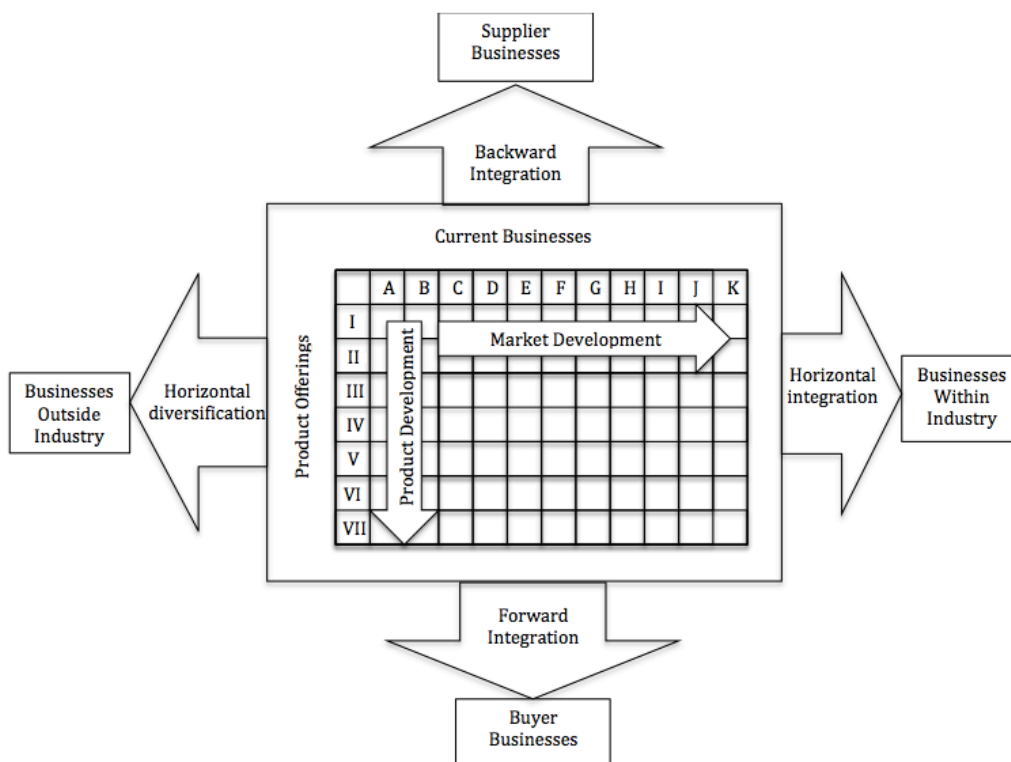 Supplier
Businesses
Backward
Integration
Current Businesses
A B C D E F G H I J K
I
II
III
IV
V
VI
VII
Product Offerings
Product Development
Market Development
Horizontal
diversification
Businesses
Outside
Industry
Horizontal
integration
Businesses
Within
Industry
Forward
Integration
Buyer
Businesses